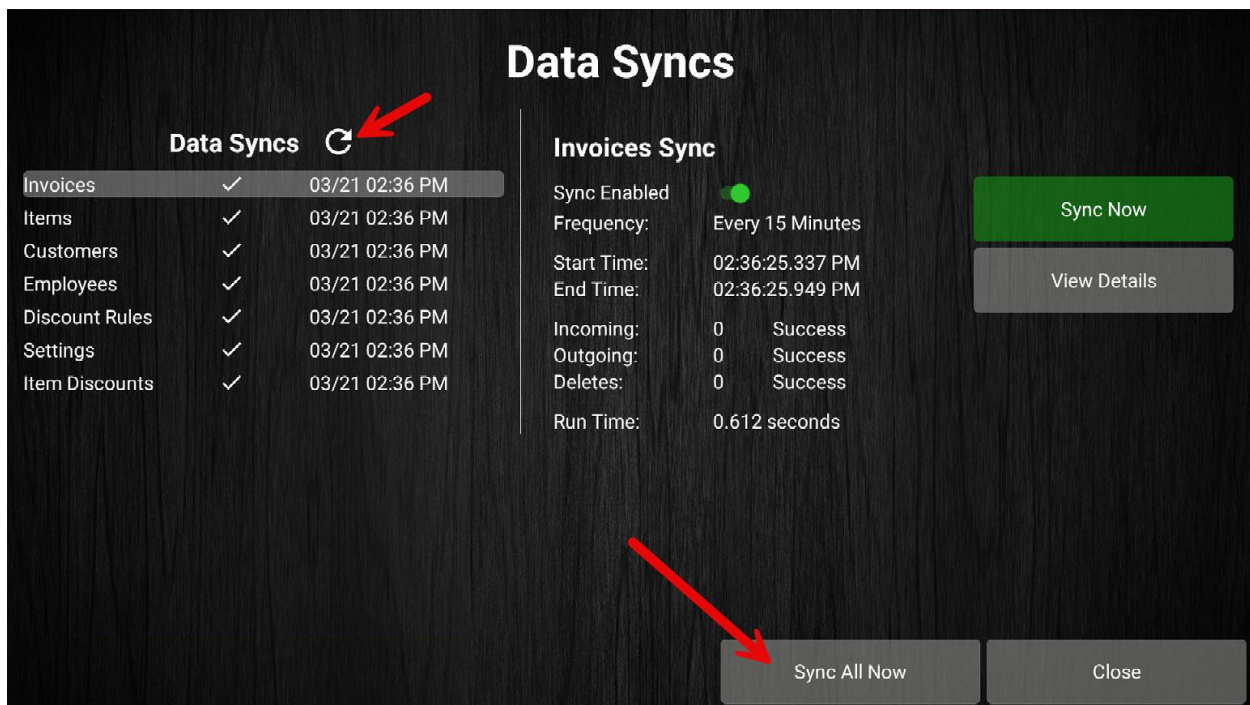 Data Syncs
Data Syncs
Invoices 03/21 02:36 PM
Items 03/21 02:36 PM
Customers 03/21 02:36 PM
Employees 03/21 02:36 PM
Discount Rules 03/21 02:36 PM
Settings 03/21 02:36 PM
Item Discounts 03/21 02:36 PM
Invoices Sync
Sync Enabled
Frequency: Every 15 Minutes
Start Time: 02:36:25.337 PM
End Time: 02:36:25.949 PM
Incoming: 0 Success
Outgoing: 0 Success
Deletes: 0 Success
Run Time: 0.612 seconds
Sync Now
View Details
Sync All Now
Close